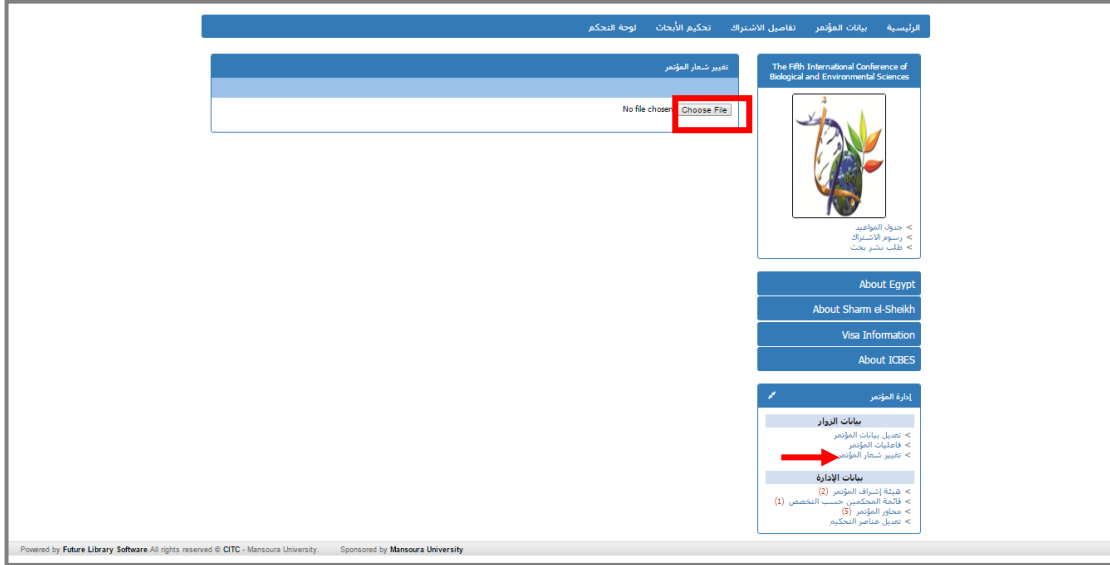 الرئيسية بيانات المؤتمر تفاصيل الاشتراك تحكيم الأبحاث لوحة التحكم
The Fifth International Conference of
Biological and Environmental Sciences
> جدول المواعيد
> رسوم الاشتراك
> طلب نشر بحث
About Egypt
About Sharm el-Sheikh
Visa Information
About ICBES
إدارة المؤتمر
بيانات الزوار
> تعديل بيانات المؤتمر
> فاعليات المؤتمر
> تغيير شعار المؤتمر
بيانات الإدارة
> هيئة إشراف المؤتمر (2)
> قائمة المحكمين حسب التخصص (1)
> محاور المؤتمر (5)
> تعديل عناصر التحكيم
تغيير شعار المؤتمر
Choose File No file chosen
Powered by Future Library Software.All rights reserved © CITC - Mansoura University. Sponsored by Mansoura University